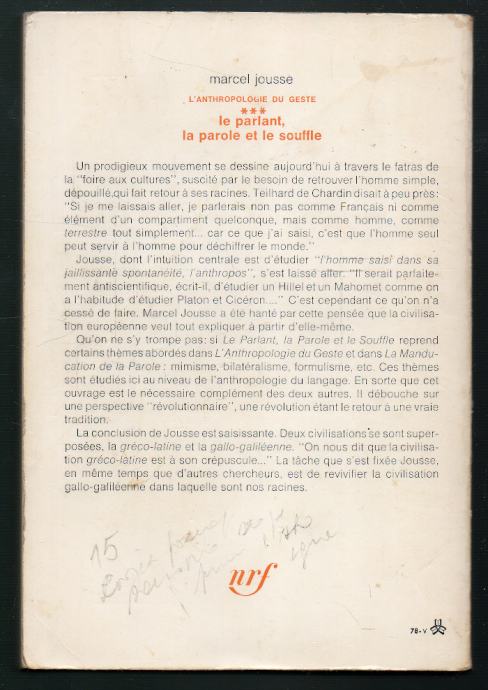 marcel jousse
L'ANTHROPOLOGIE DU GESTE
***
le parlant,
la parole et le souffle
Un prodigieux mouvement se dessine aujourd'hui à travers le fatras de
la "foire aux cultures", suscité par le besoin de retrouver l'homme simple,
dépouillé, qui fait retour à ses racines. Teilhard de Chardin disait à peu près :
"Si je me laissais aller, je parlerais non pas comme Français ni comme
élément d'un compartiment quelconque, mais comme homme, comme
terrestre tout simplement... car ce que j'ai saisi, c'est que l'homme seul
peut servir à l'homme pour déchiffrer le monde."
Jousse, dont l'intuition centrale est d'étudier "l'homme saisi dans sa
jaillissante spontanéité, l'anthropos", s'est laissé aller. "Il serait parfaite-
ment antiscientifique, écrit-il, d'étudier un Hillel et un Mahomet comme on
a l'habitude d'étudier Platon et Cicéron...." C'est cependant ce qu'on n'a
cessé de faire. Marcel Jousse a été hanté par cette pensée que la civilisa-
tion européenne veut tout expliquer à partir d'elle-même.
Qu'on ne s'y trompe pas: si Le Parlant, la Parole et le Souffle reprend
certains thèmes abordés dans L'Anthropologie du Geste et dans La Mandu-
cation de la Parole : mimisme, bilatéralisme, formulisme, etc. Ces thèmes
sont étudiés ici au niveau de l'anthropologie du langage. En sorte que cet
ouvrage est le nécessaire complément des deux autres. Il débouche sur
une perspective "révolutionnaire", une révolution étant le retour à une vraie
tradition.
La conclusion de Jousse est saisissante. Deux civilisations se sont super-
posées, la gréco-latine et la gallo-galiléenne. "On nous dit que la civilisa-
tion gréco-latine est à son crépuscule..." La tâche que s'est fixée Jousse,
en même temps que d'autres chercheurs, est de revivifier la civilisation
gallo-galiléenne dans laquelle sont nos racines.
15
nrf
78-V